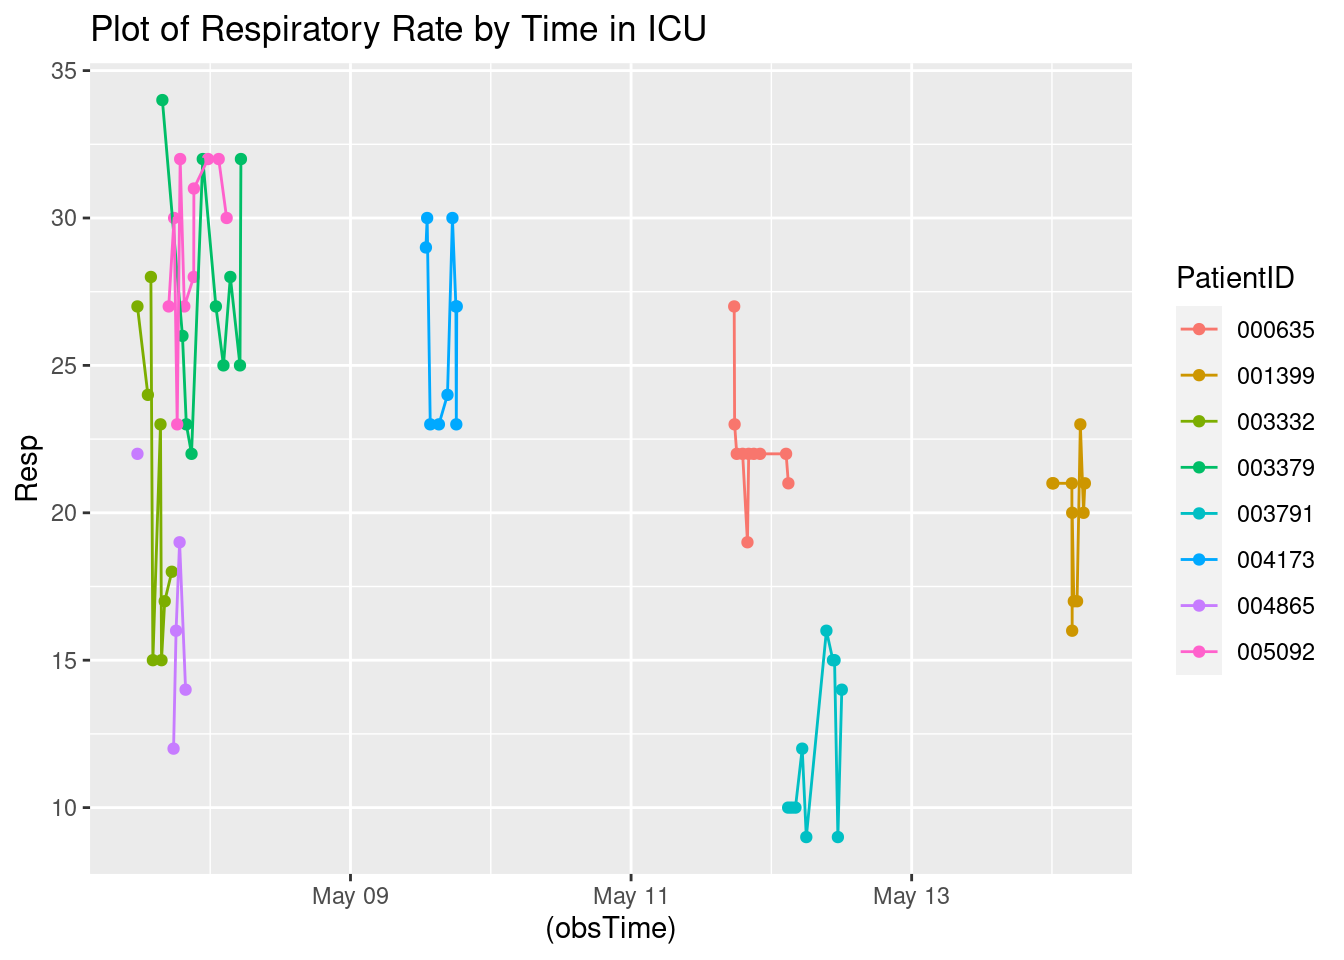 Plot of Respiratory Rate by Time in ICU
35
30
25
20
15
10
Resp
May 09
May 11
May 13
(obsTime)
PatientID
000635
001399
003332
003379
003791
004173
004865
005092